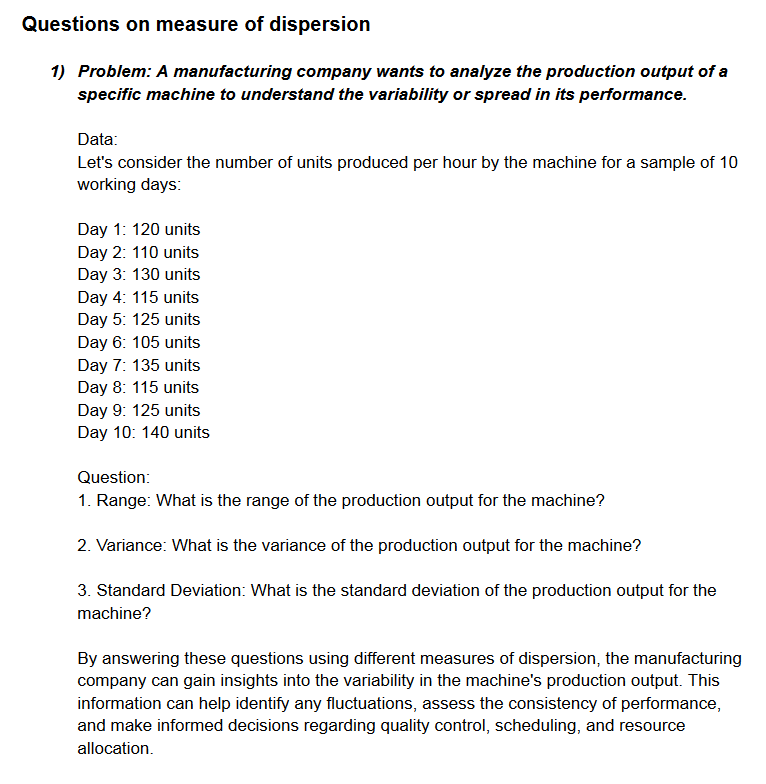 Questions on measure of dispersion
1) Problem: A manufacturing company wants to analyze the production output of a
specific machine to understand the variability or spread in its performance.
Data:
Let's consider the number of units produced per hour by the machine for a sample of 10
working days:
Day 1: 120 units
Day 2: 110 units
Day 3: 130 units
Day 4: 115 units
Day 5: 125 units
Day 6: 105 units
Day 7: 135 units
Day 8: 115 units
Day 9: 125 units
Day 10: 140 units
Question:
1. Range: What is the range of the production output for the machine?
2. Variance: What is the variance of the production output for the machine?
3. Standard Deviation: What is the standard deviation of the production output for the
machine?
By answering these questions using different measures of dispersion, the manufacturing
company can gain insights into the variability in the machine's production output. This
information can help identify any fluctuations, assess the consistency of performance,
and make informed decisions regarding quality control, scheduling, and resource
allocation.